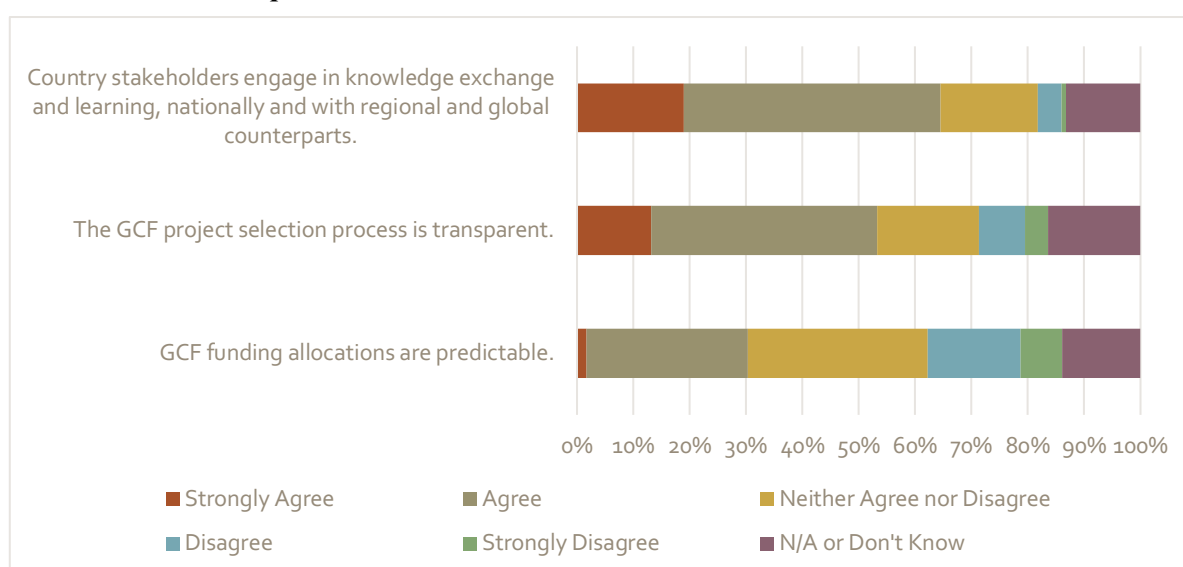 Country stakeholders engage in knowledge exchange
and learning, nationally and with regional and global
counterparts.
The GCF project selection process is transparent.
GCF funding allocations are predictable.
0% 10% 20% 30% 40% 50% 60% 70% 80% 90% 100%
Strongly Agree Agree Neither Agree nor Disagree
Disagree Strongly Disagree N/A or Don't Know